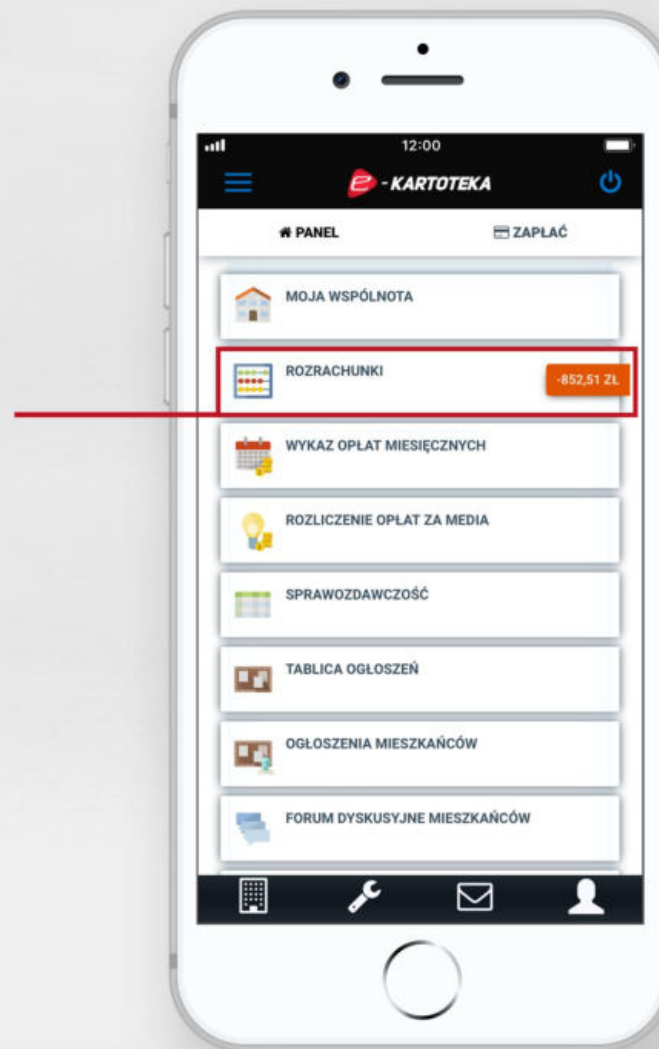 12:00
e - KARTOTEKA
PANEL
ZAPŁAĆ
MOJA WSPÓLNOTA
ROZRACHUNKI
-852,51 ZŁ
WYKAZ OPŁAT MIESIĘCZNYCH
ROZLICZENIE OPŁAT ZA MEDIA
SPRAWOZDAWCZOŚĆ
TABLICA OGŁOSZEŃ
OGŁOSZENIA MIESZKAŃCÓW
FORUM DYSKUSYJNE MIESZKAŃCÓW